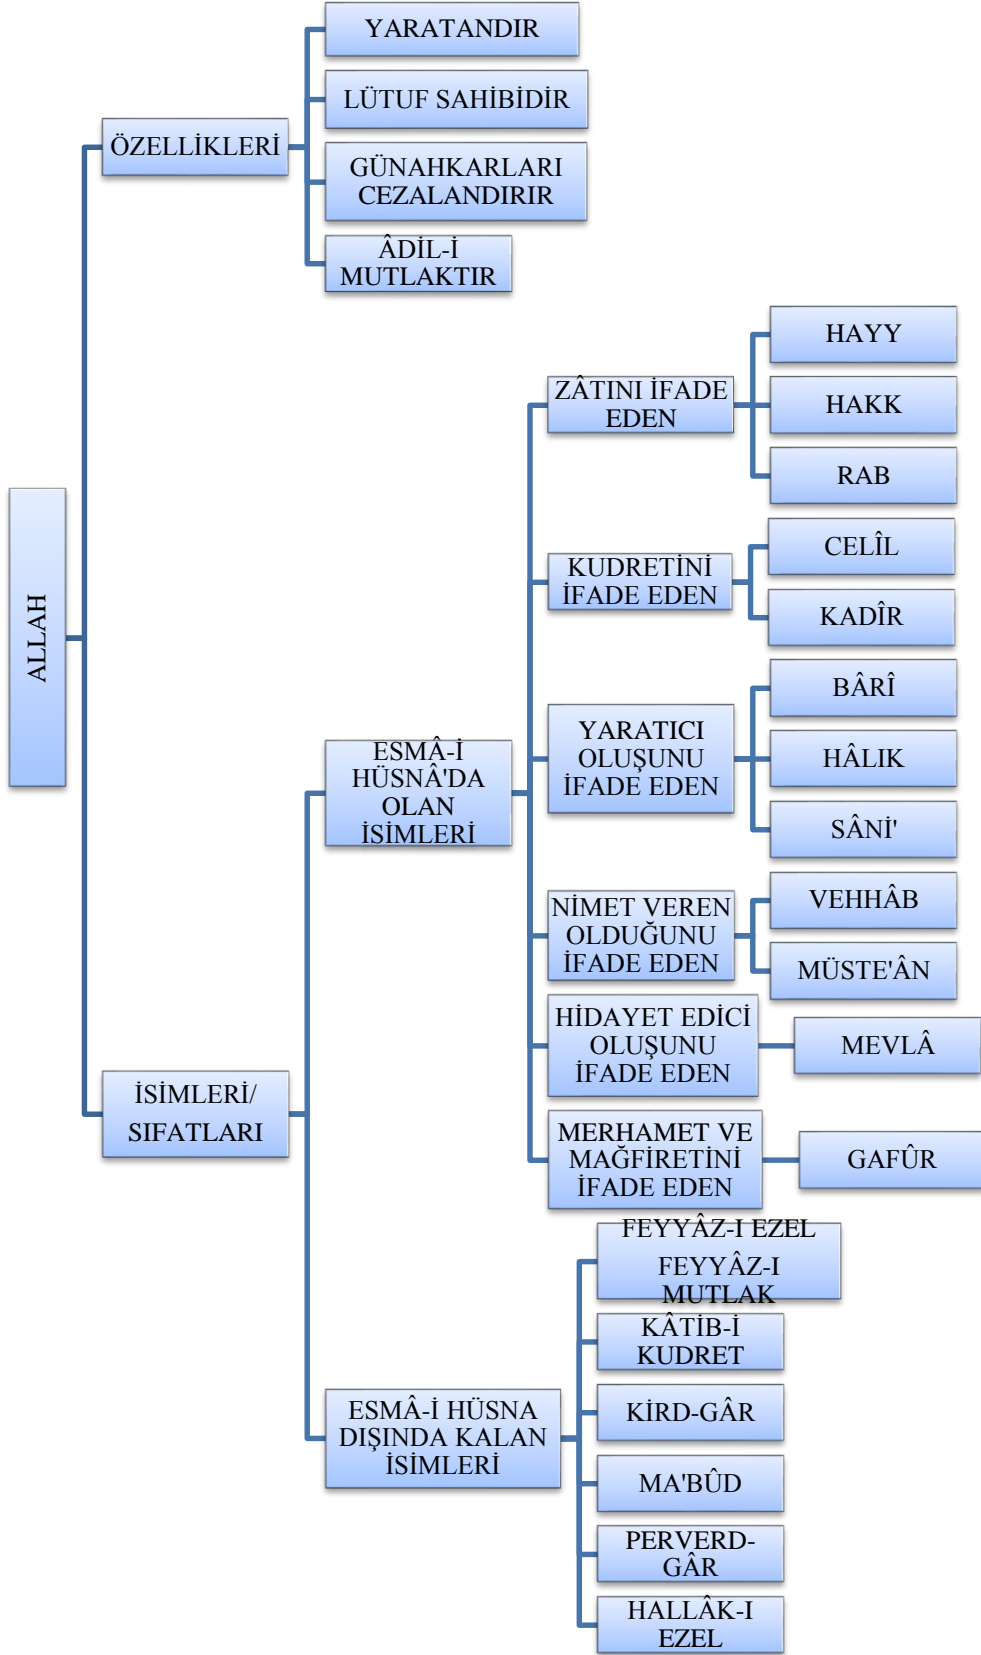 ALLAH
ÖZELLİKLERİ
YARATANDIR
LÜTUF SAHİBİDİR
GÜNAHKARLARI
CEZALANDIRIR
ÂDİL-İ
MUTLAKTIR
İSİMLERİ/
SIFATLARI
ESMÂ-İ
HÜSNÂ'DA
OLAN
İSİMLERİ
ZÂTINI İFADE
EDEN
HAYY
HAKK
RAB
KUDRETİNİ
İFADE EDEN
CELÎL
KADÎR
YARATICI
OLUŞUNU
İFADE EDEN
BÂRÎ
HÂLIK
SÂNİ'
NİMET VEREN
OLDUĞUNU
İFADE EDEN
VEHHÂB
MÜSTE'ÂN
HİDAYET EDİCİ
OLUŞUNU
İFADE EDEN
MEVLÂ
MERHAMET VE
MAĞFİRETİNİ
İFADE EDEN
GAFÛR
ESMÂ-İ HÜSNA
DIŞINDA KALAN
İSİMLERİ
FEYYÂZ-I EZEL
FEYYÂZ-I
MUTLAK
KÂTİB-İ
KUDRET
KİRD-GÂR
MA'BÛD
PERVERD-
GÂR
HALLÂK-I
EZEL